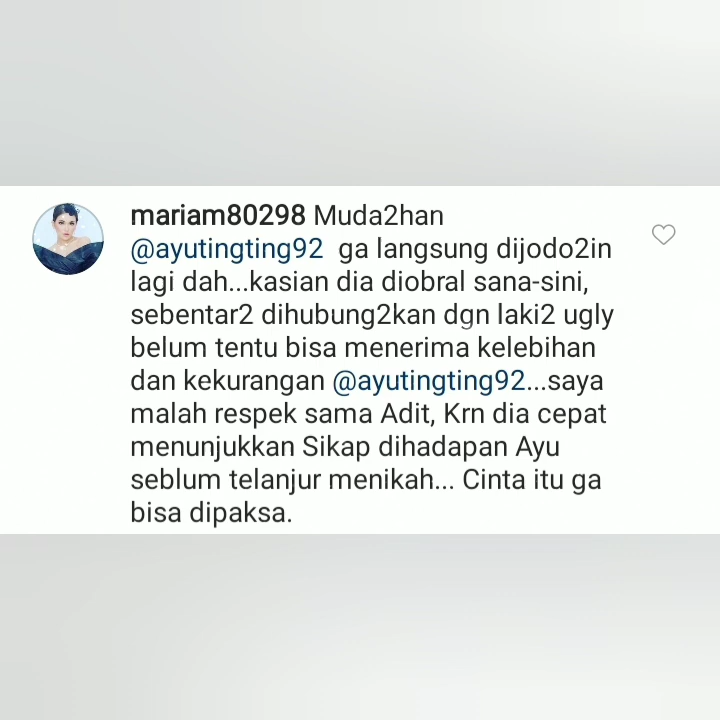 mariam80298 Muda2han
@ayutingting92 ga langsung dijodo2in
lagi dah...kasian dia diobral sana-sini,
sebentar2 dihubung2kan dgn laki2 ugly
belum tentu bisa menerima kelebihan
dan kekurangan @ayutingting92...saya
malah respek sama Adit, Krn dia cepat
menunjukkan Sikap dihadapan Ayu
seblum telanjur menikah... Cinta itu ga
bisa dipaksa.